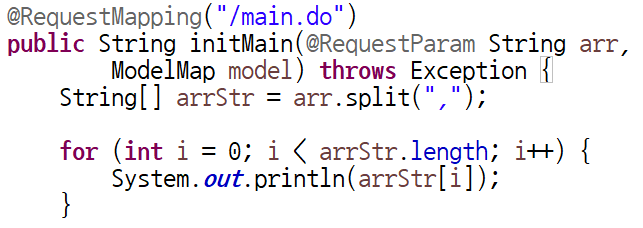 @RequestMapping("/main.do")
public String initMain(@RequestParam String arr,
ModelMap model) throws Exception {
String[] arrStr = arr.split(",");
for (int i = 0; i < arrStr.length; i++) {
System.out.println(arrStr[i]);
}